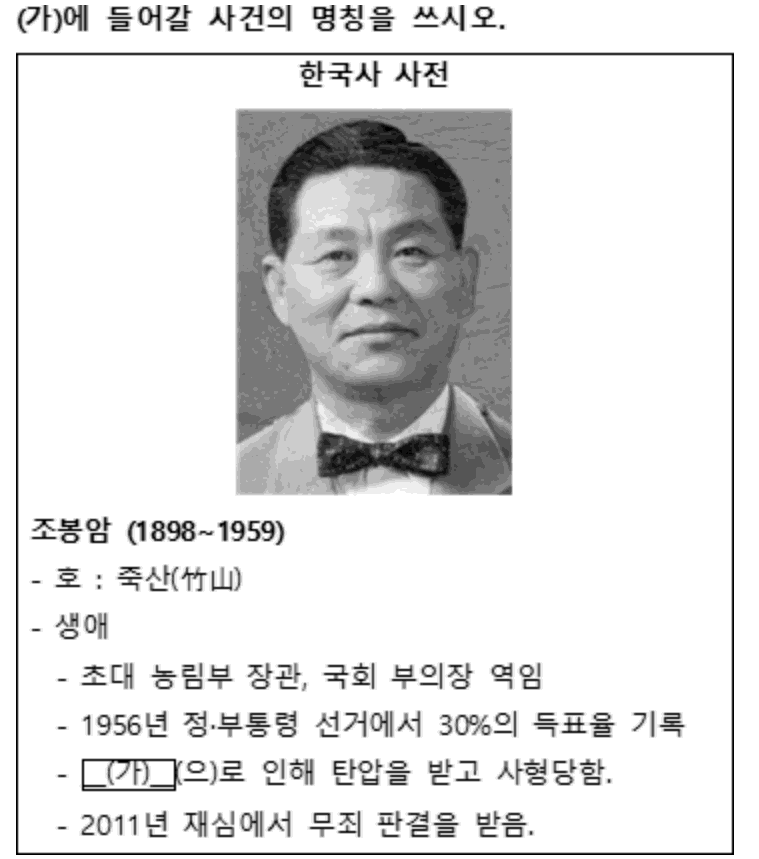 (가)에 들어갈 사건의 명칭을 쓰시오.
한국사 사전
조봉암 (1898~1959)
- 호 : 죽산(竹山)
- 생애
- 초대 농림부 장관, 국회 부의장 역임
- 1956년 정·부통령 선거에서 30%의 득표율 기록
- _(가)_(으)로 인해 탄압을 받고 사형당함.
- 2011년 재심에서 무죄 판결을 받음.